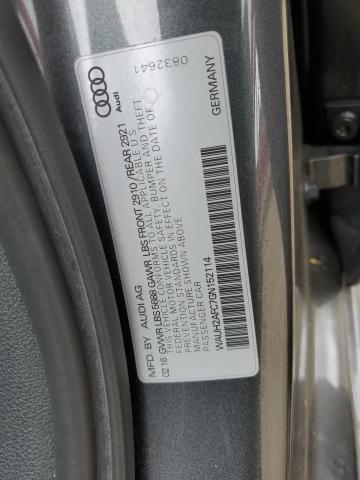 MFD. BY AUDI AG
02 16 GVWR LBS 5688 GAWR LBS FRONT 2910 / REAR 2921
THIS VEHICLE CONFORMS TO ALL APPLICABLE U S
FEDERAL MOTOR VEHICLE SAFETY, BUMPER AND THEFT
PREVENTION STANDARDS IN EFFECT ON THE DATE OF
MANUFACTURE SHOWN ABOVE
PASSENGER CAR
WAUH2AFC7GN152114
GERMANY
Audi
0832641